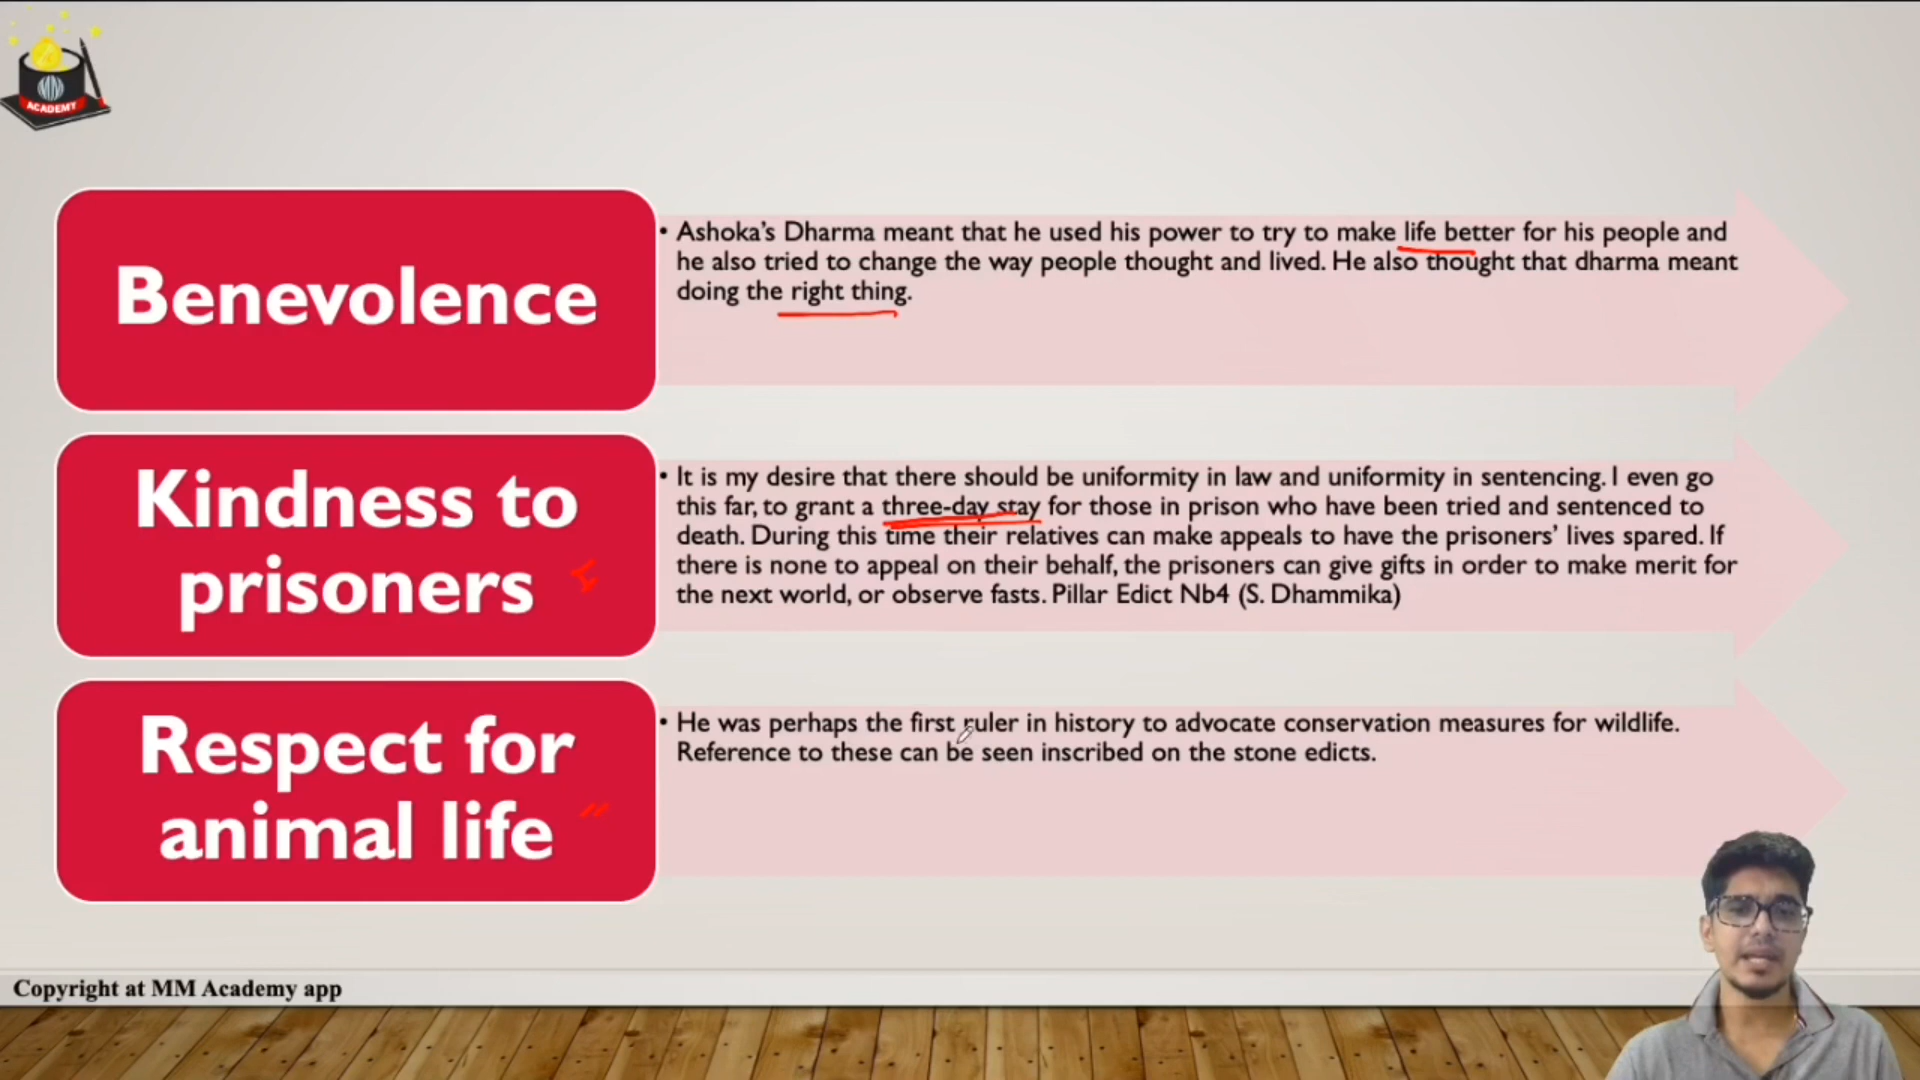 ACADEMY
Benevolence
• Ashoka's Dharma meant that he used his power to try to make life better for his people and
he also tried to change the way people thought and lived. He also thought that dharma meant
doing the right thing.
Kindness to
prisoners
• It is my desire that there should be uniformity in law and uniformity in sentencing. I even go
this far, to grant a three-day stay for those in prison who have been tried and sentenced to
death. During this time their relatives can make appeals to have the prisoners' lives spared. If
there is none to appeal on their behalf, the prisoners can give gifts in order to make merit for
the next world, or observe fasts. Pillar Edict Nb4 (S. Dhammika)
Respect for
animal life
• He was perhaps the first ruler in history to advocate conservation measures for wildlife.
Reference to these can be seen inscribed on the stone edicts.
Copyright at MM Academy app